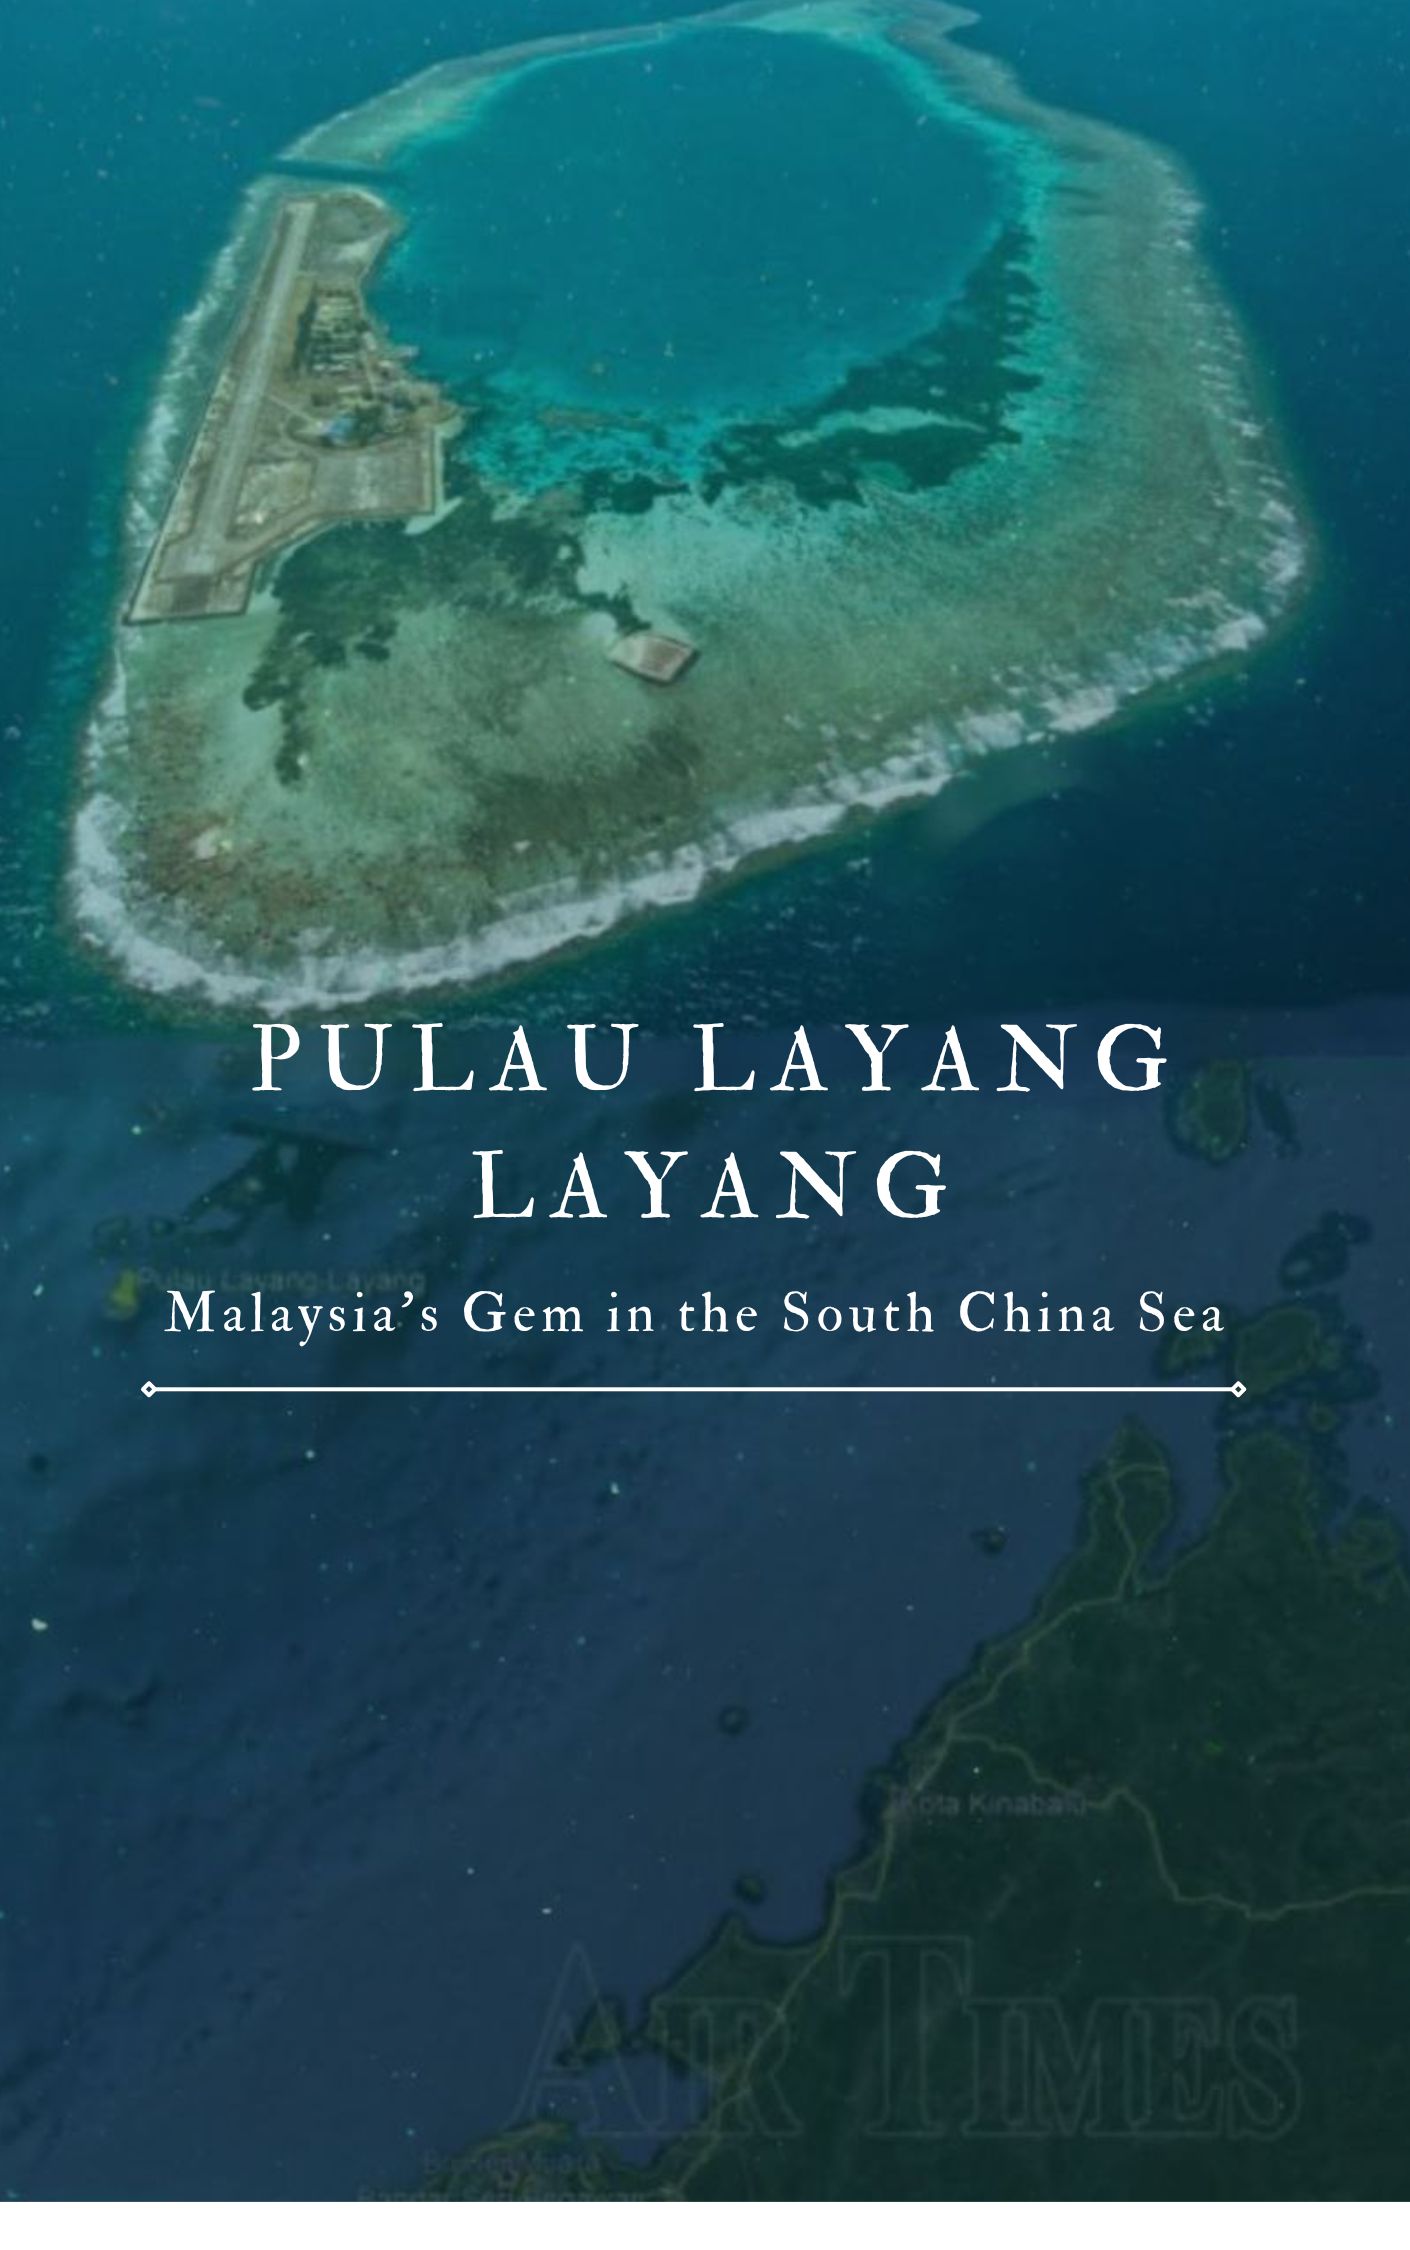 PULAU LAYANG
LAYANG
Pulau Layang-Layang
Malaysia’s Gem in the South China Sea
Kota Kinabalu
AIR TIMES